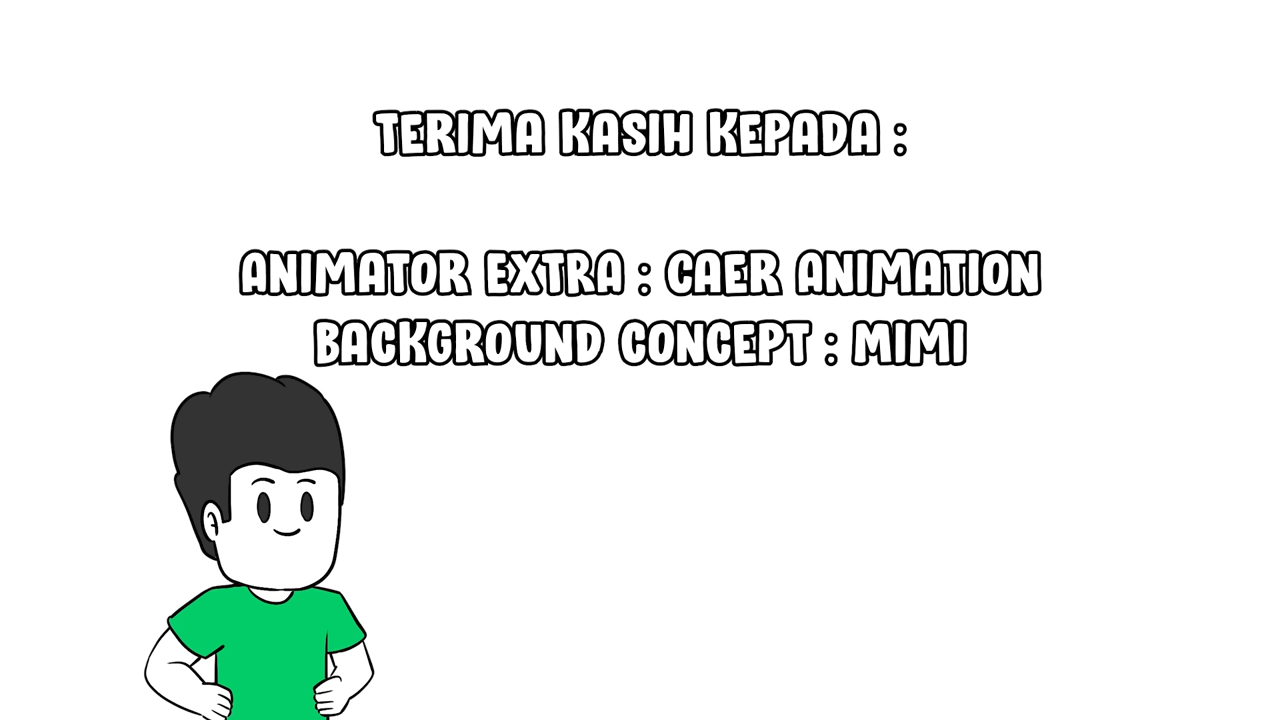 TERIMA KASIH KEPADA :
ANIMATOR EXTRA : CAER ANIMATION
BACKGROUND CONCEPT : MIMI